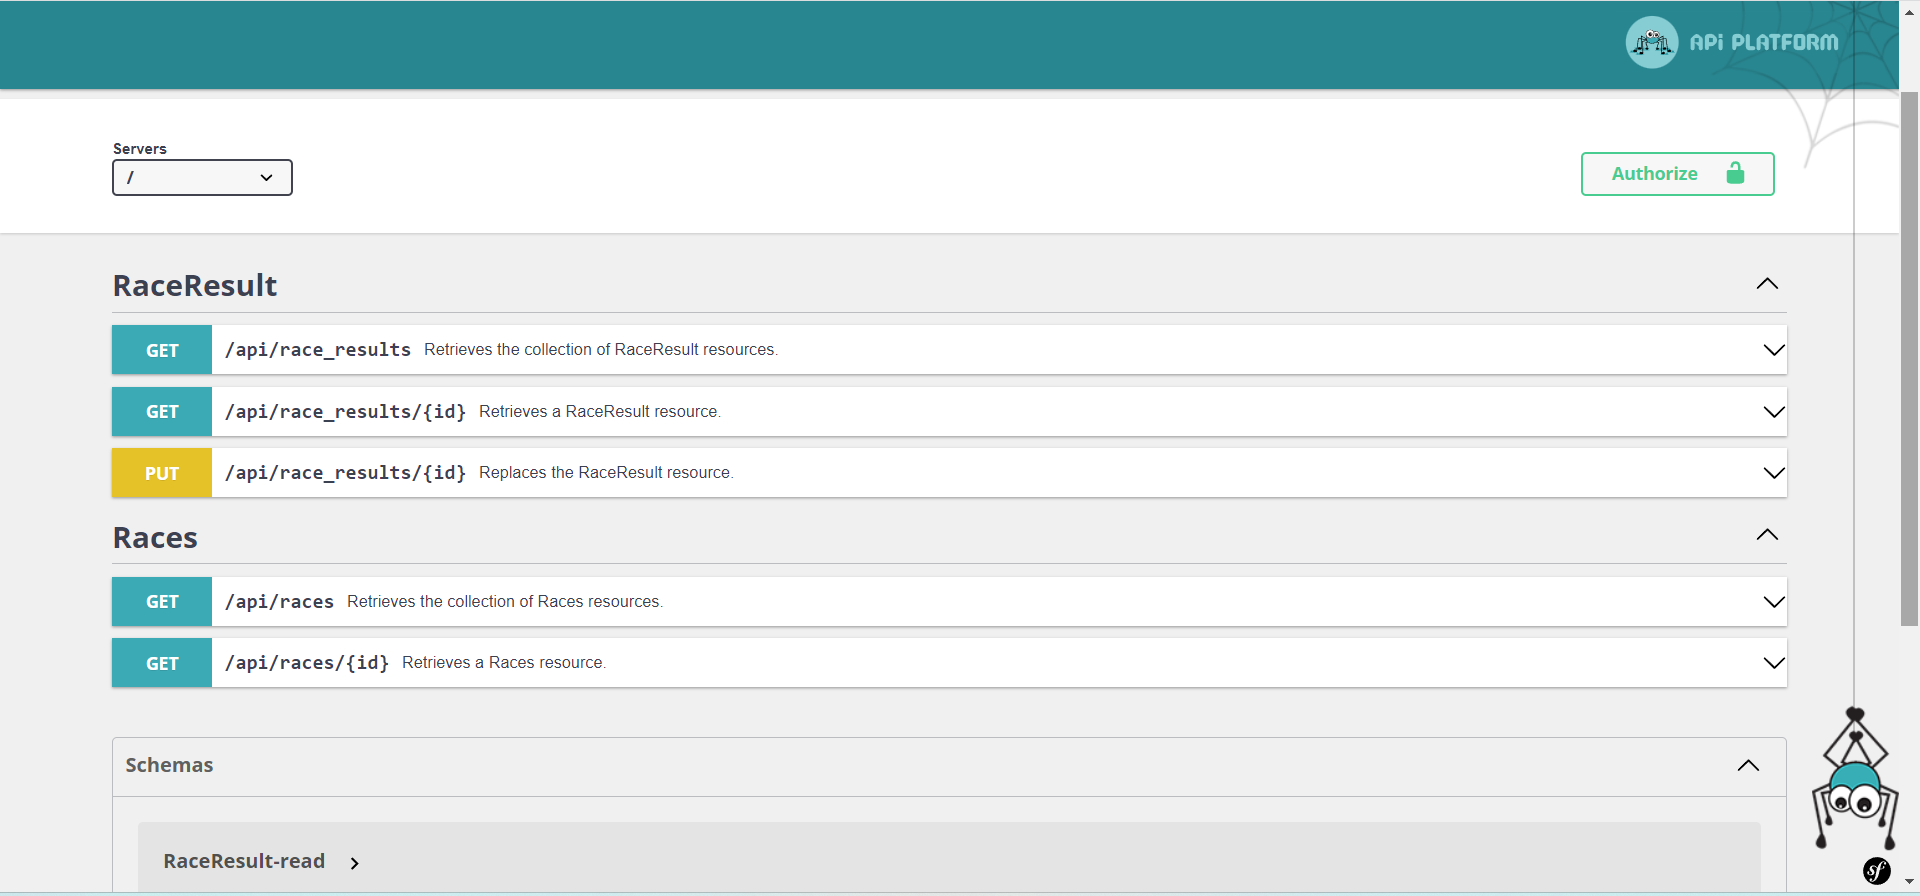 APi PLATFORM
Servers
/
Authorize
RaceResult
GET /api/race_results Retrieves the collection of RaceResult resources.
GET /api/race_results/{id} Retrieves a RaceResult resource.
PUT /api/race_results/{id} Replaces the RaceResult resource.
Races
GET /api/races Retrieves the collection of Races resources.
GET /api/races/{id} Retrieves a Races resource.
Schemas
RaceResult-read
sf